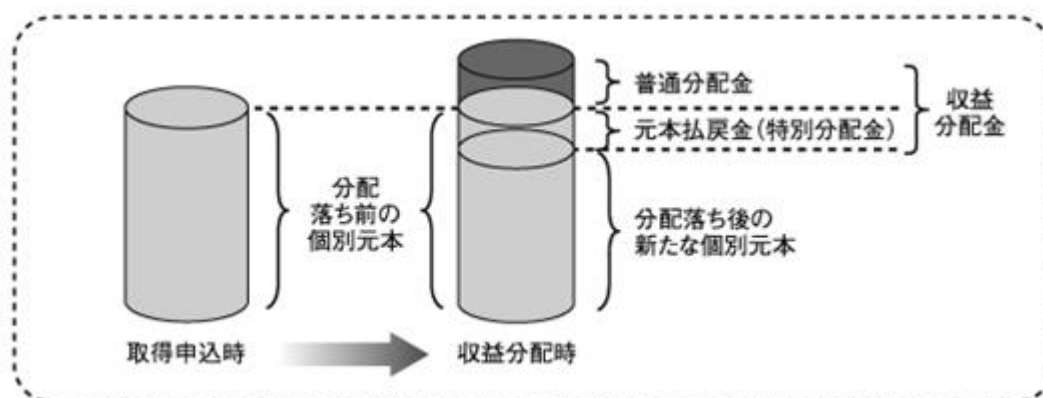 普通分配金
元本払戻金(特別分配金)
収益
分配金
分配
落ち前の
個別元本
分配落ち後の
新たな個別元本
取得申込時
収益分配時